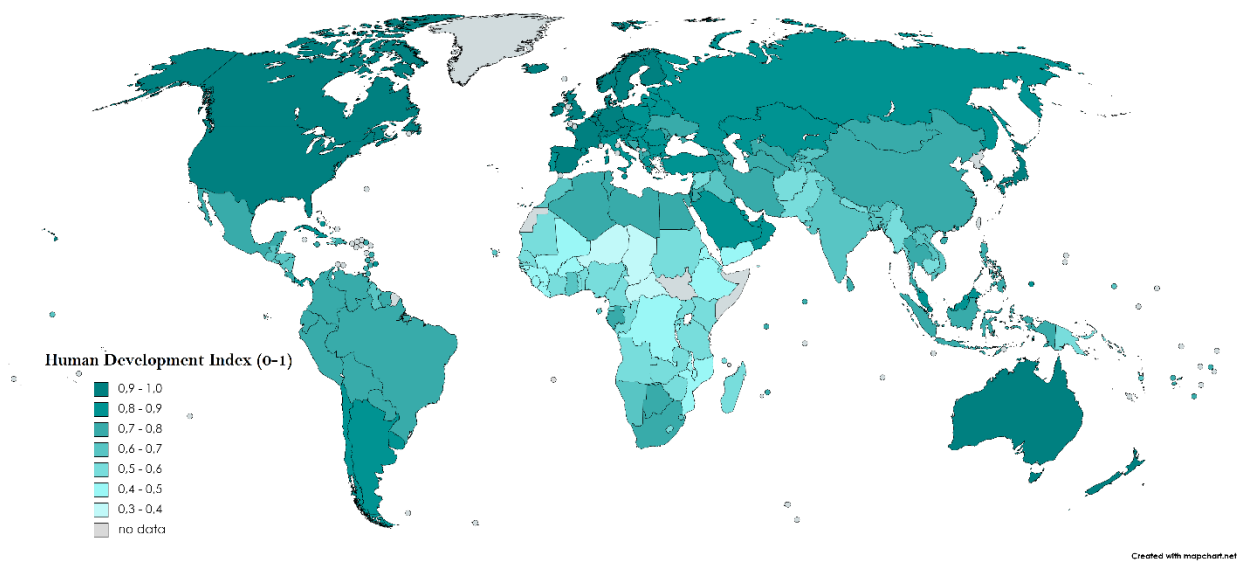 Human Development Index (0-1)
0,9 - 1,0
0,8 - 0,9
0,7 - 0,8
0,6 - 0,7
0,5 - 0,6
0,4 - 0,5
0,3 - 0,4
no data
Created with mapchart.net